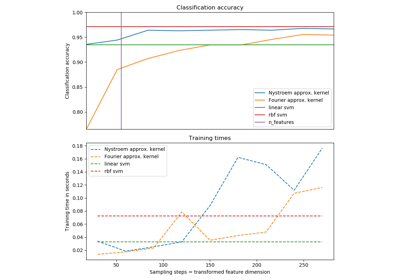 Classification accuracy
1.00
0.95
0.90
0.85
0.80
Classification accuracy
Nystroem approx. kernel
Fourier approx. kernel
linear svm
rbf svm
n_features
Training times
0.18
0.16
0.14
0.12
0.10
0.08
0.06
0.04
0.02
Training time in seconds
Nystroem approx. kernel
Fourier approx. kernel
linear svm
rbf svm
50
100
150
200
250
Sampling steps = transformed feature dimension